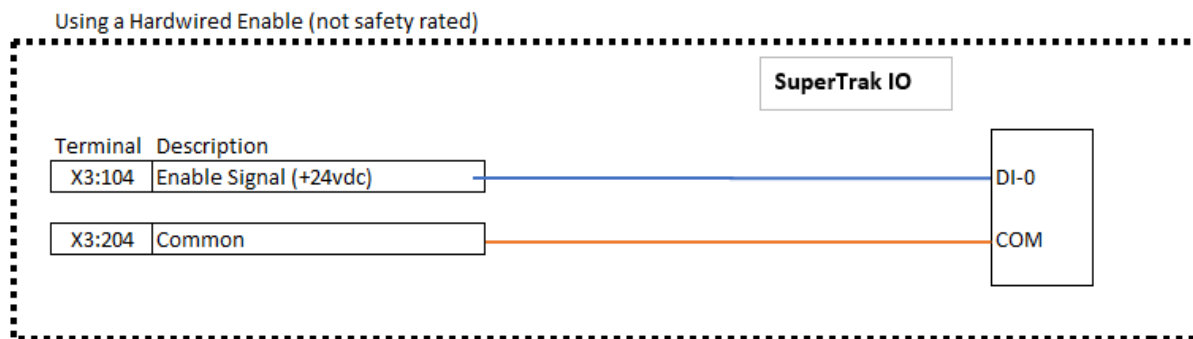 Using a Hardwired Enable (not safety rated)
SuperTrak IO
Terminal Description
X3:104 Enable Signal (+24vdc) DI-0
X3:204 Common COM